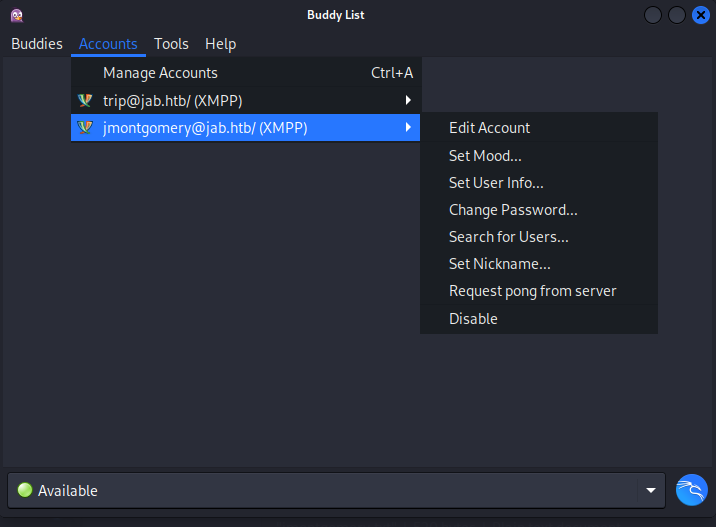 Buddy List
Buddies Accounts Tools Help
Manage Accounts Ctrl+A
trip@jab.htb/ (XMPP)
jmontgomery@jab.htb/ (XMPP)
Edit Account
Set Mood...
Set User Info...
Change Password...
Search for Users...
Set Nickname...
Request pong from server
Disable
Available